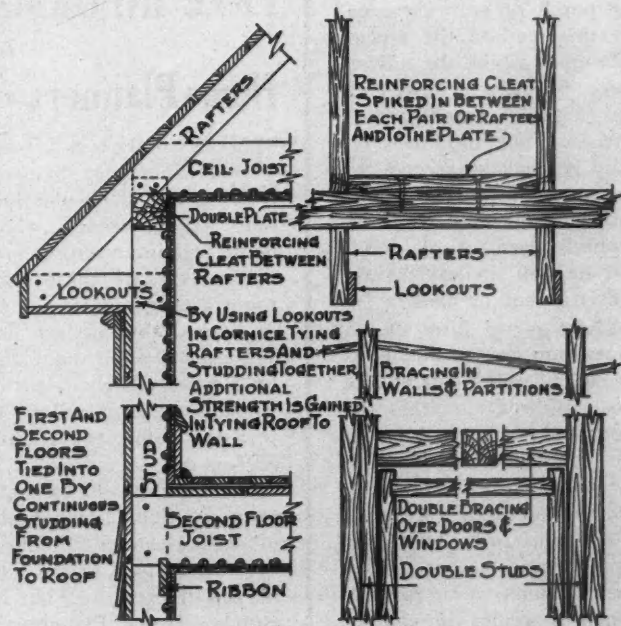 RAFTERS
CEIL. JOIST
DOUBLE PLATE
REINFORCING
CLEAT BETWEEN
RAFTERS
LOOKOUTS
BY USING LOOKOUTS
IN CORNICE TYING
RAFTERS AND
STUDDING TOGETHER
ADDITIONAL
STRENGTH IS GAINED
IN TYING ROOF TO
WALL
FIRST AND
SECOND
FLOORS
TIED INTO
ONE BY
CONTINUOUS
STUDDING
FROM
FOUNDATION
TO ROOF
STUD
SECOND FLOOR
JOIST
RIBBON
REINFORCING CLEAT
SPIKED IN BETWEEN
EACH PAIR OF RAFTERS
AND TO THE PLATE
RAFTERS
LOOKOUTS
BRACING IN
WALLS & PARTITIONS
DOUBLE BRACING
OVER DOORS &
WINDOWS
DOUBLE STUDS